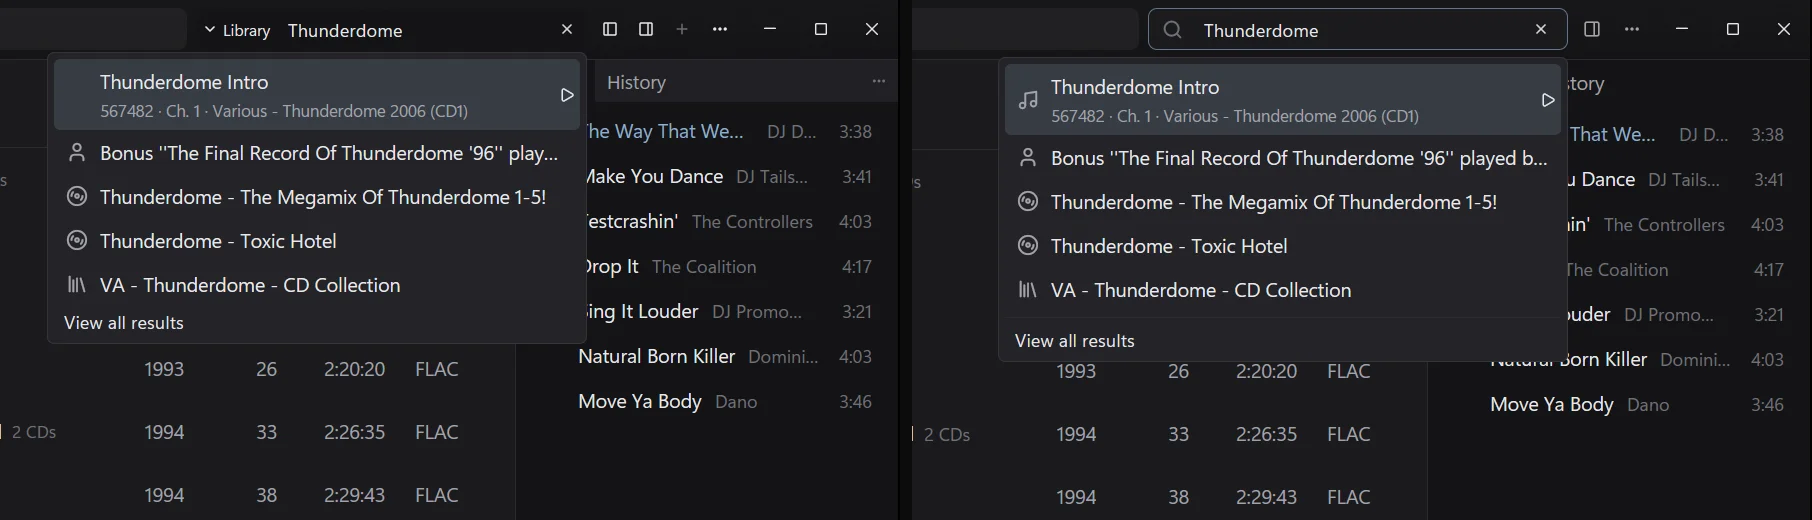 Library Thunderdome
Thunderdome Intro
567482 · Ch. 1 · Various - Thunderdome 2006 (CD1)
Bonus "The Final Record Of Thunderdome '96" play...
Thunderdome - The Megamix Of Thunderdome 1-5!
Thunderdome - Toxic Hotel
VA - Thunderdome - CD Collection
View all results
History
he Way That We... DJ D... 3:38
Make You Dance DJ Tails... 3:41
estcrashin' The Controllers 4:03
Drop It The Coalition 4:17
ing It Louder DJ Promo... 3:21
Natural Born Killer Domini... 4:03
Move Ya Body Dano 3:46
s
1993 26 2:20:20 FLAC
2 CDs 1994 33 2:26:35 FLAC
1994 38 2:29:43 FLAC
Thunderdome
Thunderdome Intro
567482 · Ch. 1 · Various - Thunderdome 2006 (CD1)
Bonus "The Final Record Of Thunderdome '96" played b...
Thunderdome - The Megamix Of Thunderdome 1-5!
Thunderdome - Toxic Hotel
VA - Thunderdome - CD Collection
View all results
story
That We... DJ D... 3:38
u Dance DJ Tails... 3:41
in' The Controllers 4:03
The Coalition 4:17
uder DJ Promo... 3:21
Natural Born Killer Domini... 4:03
Move Ya Body Dano 3:46
s
1993 26 2:20:20 FLAC
2 CDs 1994 33 2:26:35 FLAC
1994 38 2:29:43 FLAC